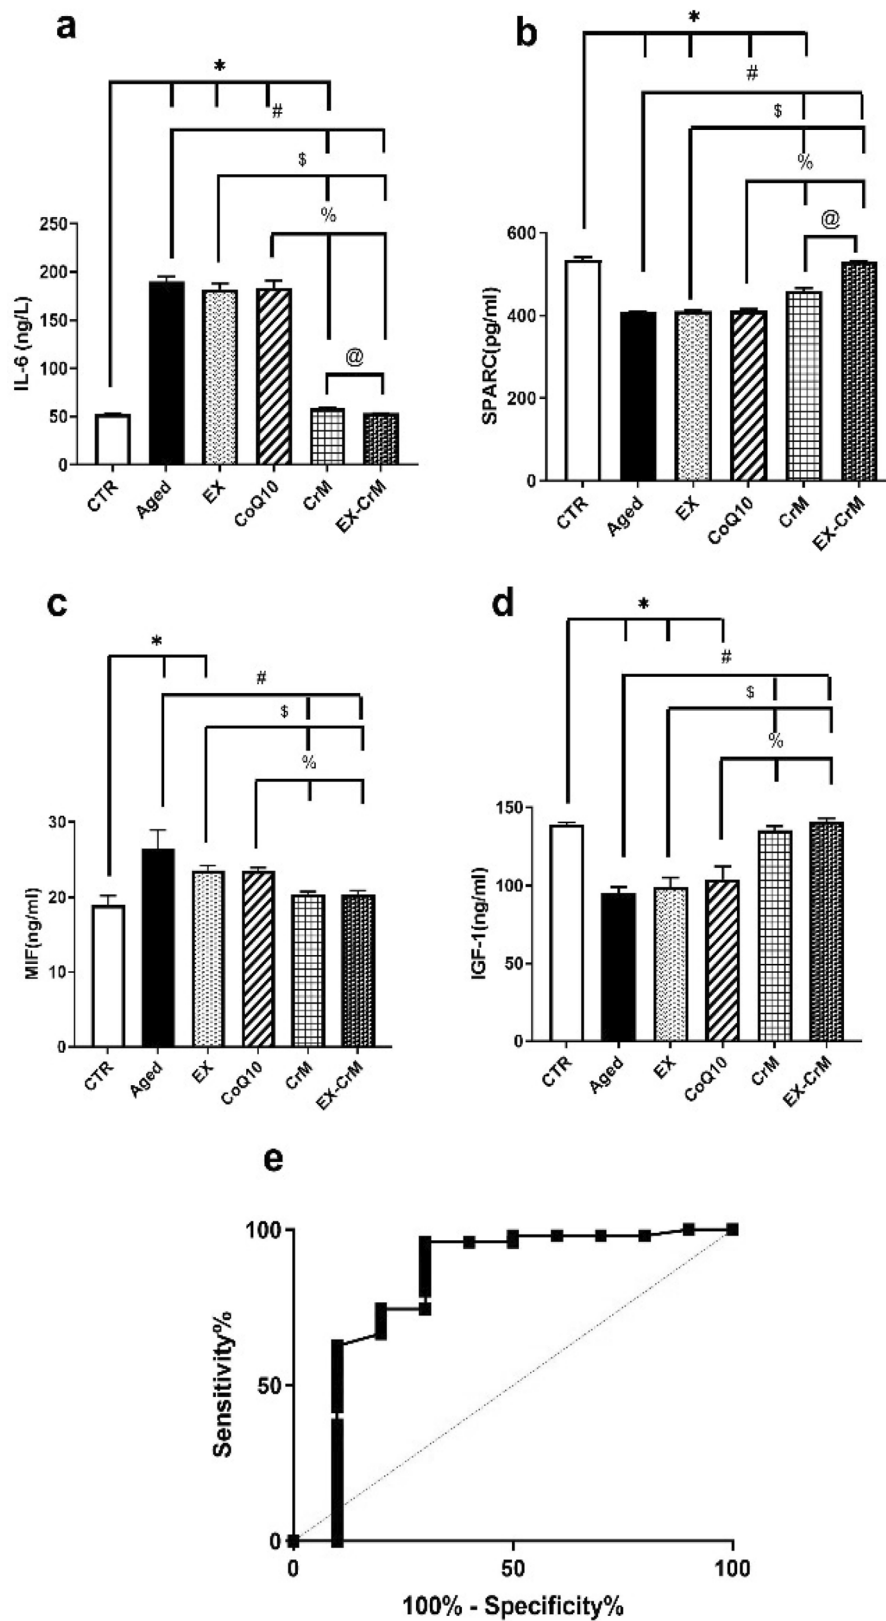 a
*
#
$
%
@
IL-6 (ng/L)
250
200
150
100
50
0
CTR
Aged
EX
CoQ10
CrM
EX-CrM
b
*
#
$
%
@
SPARC(pg/ml)
600
400
200
0
CTR
Aged
EX
CoQ10
CrM
EX-CrM
c
*
#
$
%
MIF(ng/ml)
30
20
10
0
CTR
Aged
EX
CoQ10
CrM
EX-CrM
d
*
#
$
%
IGF-1(ng/ml)
150
100
50
0
CTR
Aged
EX
CoQ10
CrM
EX-CrM
e
Sensitivity%
100
50
0
0
50
100
100% - Specificity%